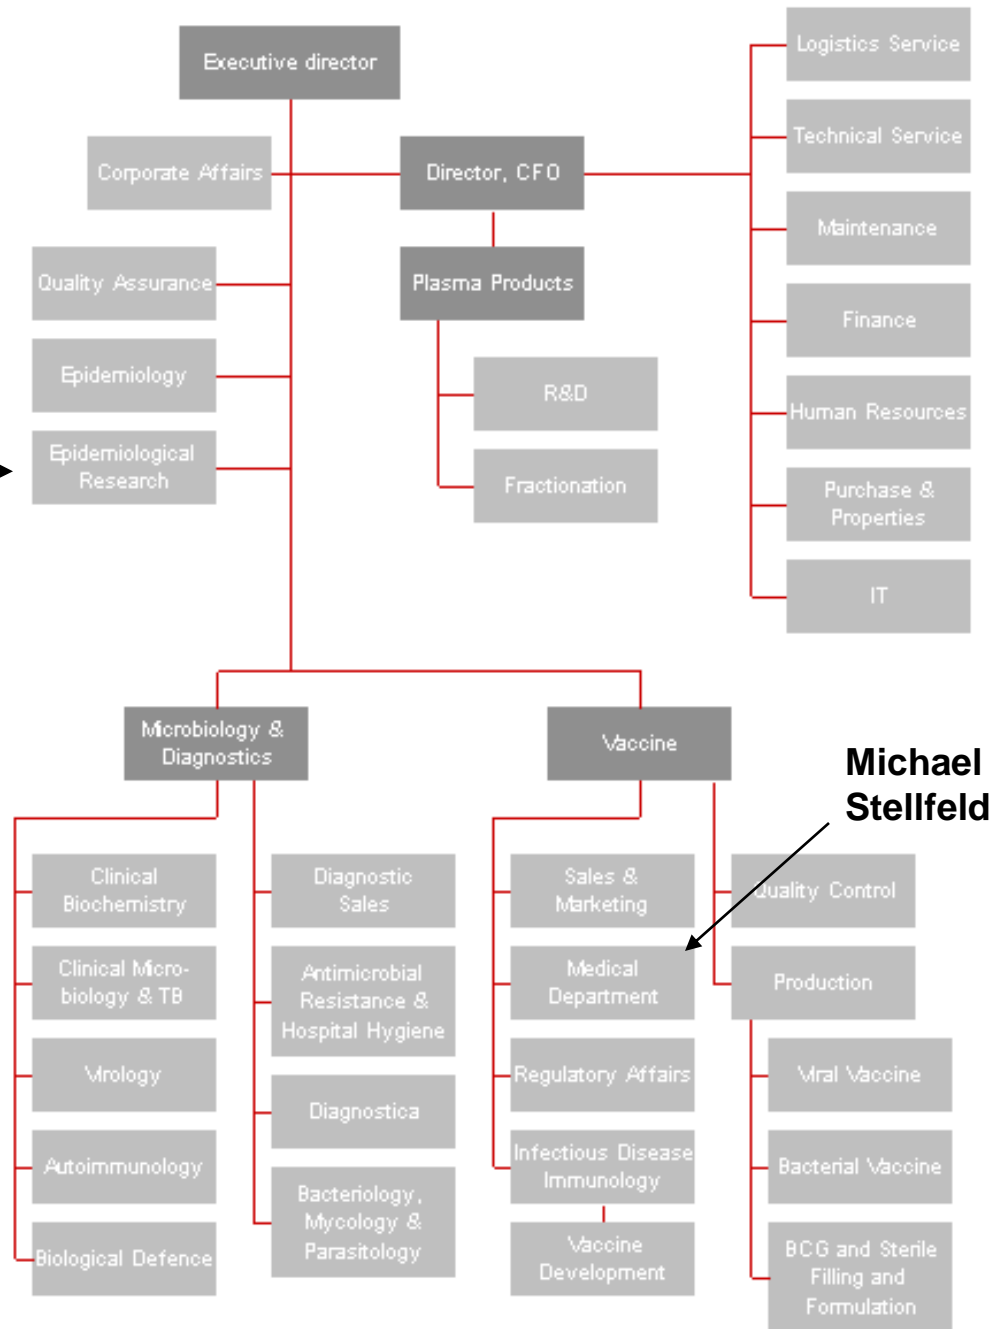 Executive director
Corporate Affairs
Director, CFO
Quality Assurance
Plasma Products
Epidemiology
R&D
Epidemiological
Research
Fractionation
Logistics Service
Technical Service
Maintenance
Finance
Human Resources
Purchase &
Properties
IT
Microbiology &
Diagnostics
Vaccine
Michael
Stellfeld
Clinical
Biochemistry
Clinical Micro-
biology & TB
Virology
Autoimmunology
Biological Defence
Diagnostic
Sales
Antimicrobial
Resistance &
Hospital Hygiene
Diagnostica
Bacteriology,
Mycology &
Parasitology
Sales &
Marketing
Medical
Department
Regulatory Affairs
Infectious Disease
Immunology
Vaccine
Development
Quality Control
Production
Viral Vaccine
Bacterial Vaccine
BCG and Sterile
Filling and
Formulation